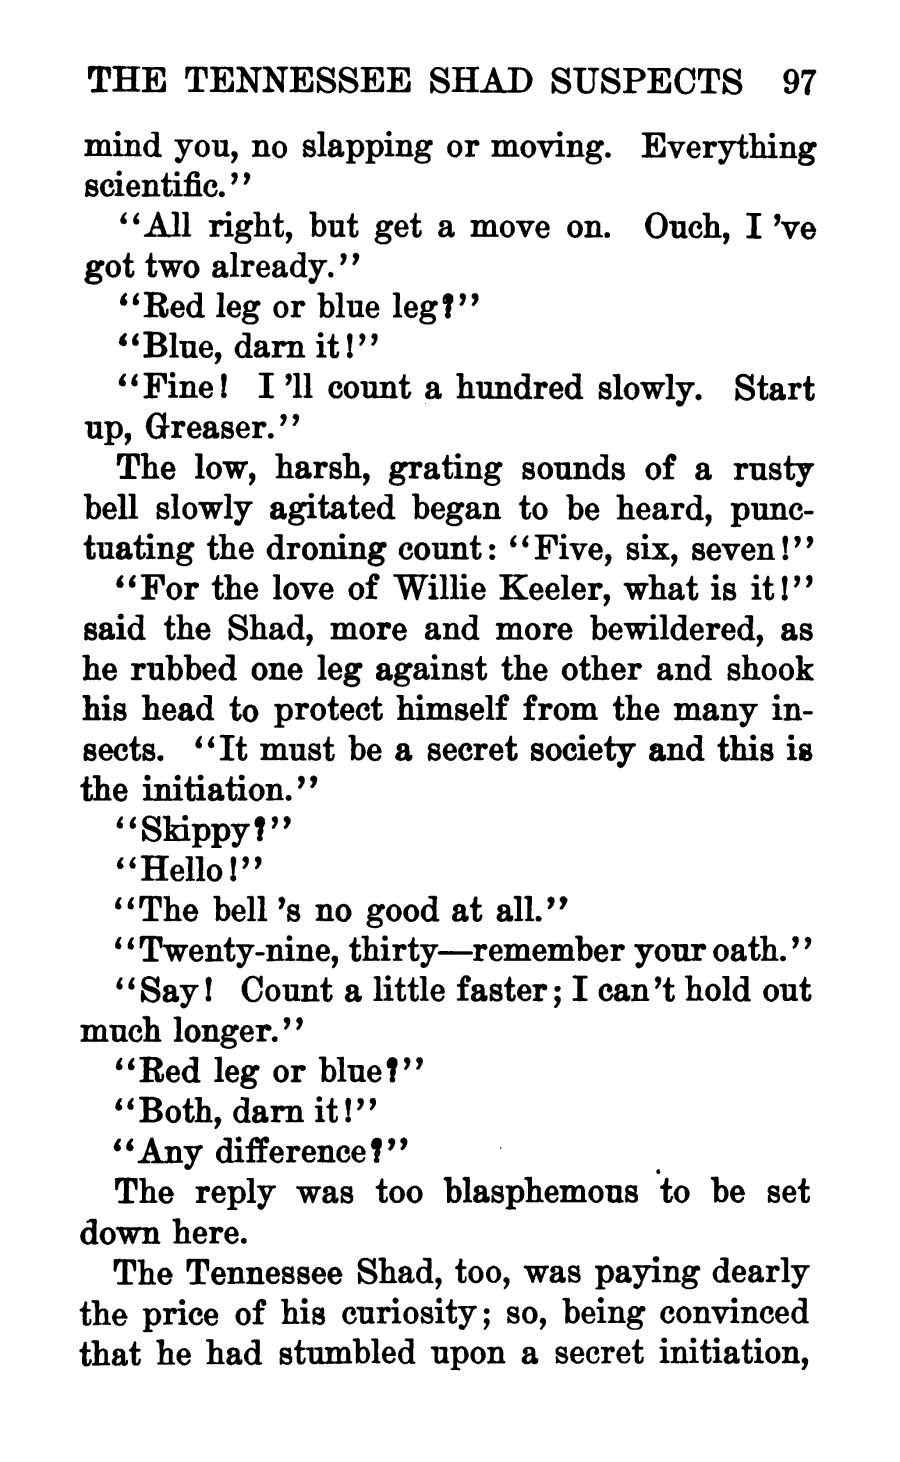 THE TENNESSEE SHAD SUSPECTS 97
mind you, no slapping or moving. Everything
scientific.''
''All right, but get a move on. Ouch, I 've
got two already.''
''Red leg or blue leg?''
''Blue, darn it!''
''Fine! I 'll count a hundred slowly. Start
up, Greaser.''
The low, harsh, grating sounds of a rusty
bell slowly agitated began to be heard, punc-
tuating the droning count: ''Five, six, seven!''
''For the love of Willie Keeler, what is it!''
said the Shad, more and more bewildered, as
he rubbed one leg against the other and shook
his head to protect himself from the many in-
sects. ''It must be a secret society and this is
the initiation.''
''Skippy?''
''Hello!''
''The bell 's no good at all.''
''Twenty-nine, thirty—remember your oath.''
''Say! Count a little faster; I can't hold out
much longer.''
''Red leg or blue?''
''Both, darn it!''
''Any difference?''
The reply was too blasphemous to be set
down here.
The Tennessee Shad, too, was paying dearly
the price of his curiosity; so, being convinced
that he had stumbled upon a secret initiation,